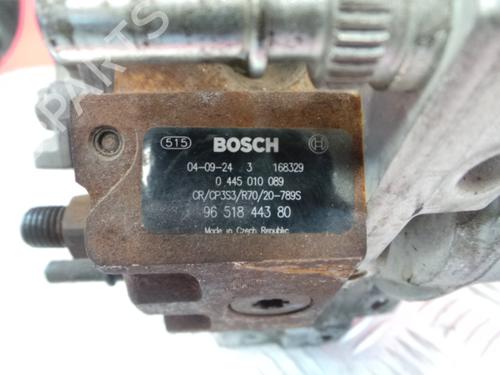 PARTS
515 BOSCH
04-09-24 3 168329
0 445 010 089
CR/CP3S3/R70/20-789S
96 518 443 80
Made in Czech Republic